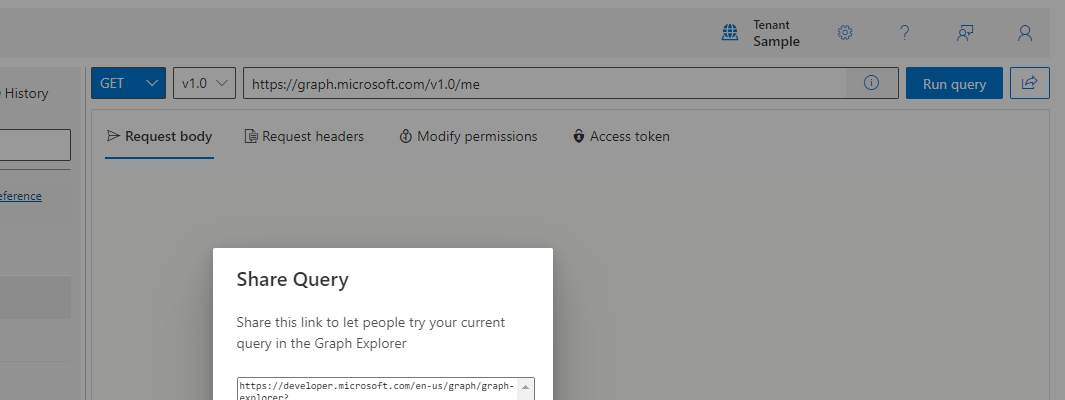 Tenant
Sample
History
GET
v1.0
https://graph.microsoft.com/v1.0/me
Run query
Request body
Request headers
Modify permissions
Access token
eference
Share Query
Share this link to let people try your current
query in the Graph Explorer
https://developer.microsoft.com/en-us/graph/graph-
explorer?